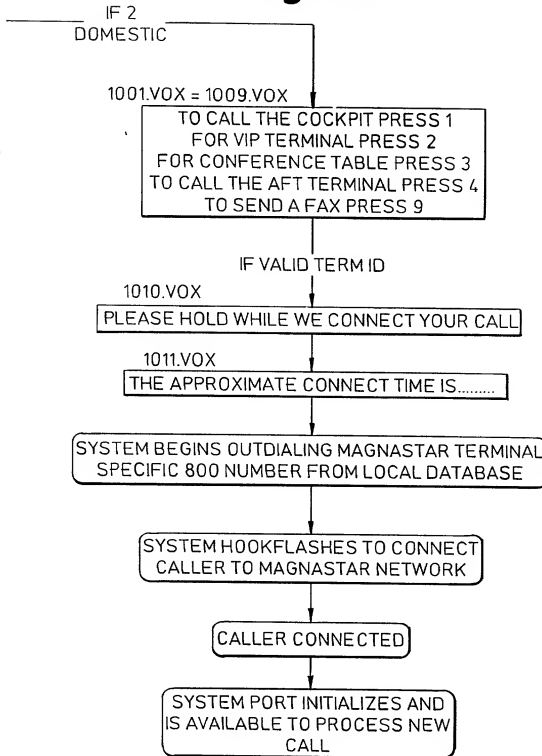 IF 2
DOMESTIC
1001.VOX = 1009.VOX
TO CALL THE COCKPIT PRESS 1
FOR VIP TERMINAL PRESS 2
FOR CONFERENCE TABLE PRESS 3
TO CALL THE AFT TERMINAL PRESS 4
TO SEND A FAX PRESS 9
IF VALID TERM ID
1010.VOX
PLEASE HOLD WHILE WE CONNECT YOUR CALL
1011.VOX
THE APPROXIMATE CONNECT TIME IS.........
SYSTEM BEGINS OUTDIALING MAGNASTAR TERMINAL
SPECIFIC 800 NUMBER FROM LOCAL DATABASE
SYSTEM HOOKFLASHES TO CONNECT
CALLER TO MAGNASTAR NETWORK
CALLER CONNECTED
SYSTEM PORT INITIALIZES AND
IS AVAILABLE TO PROCESS NEW
CALL